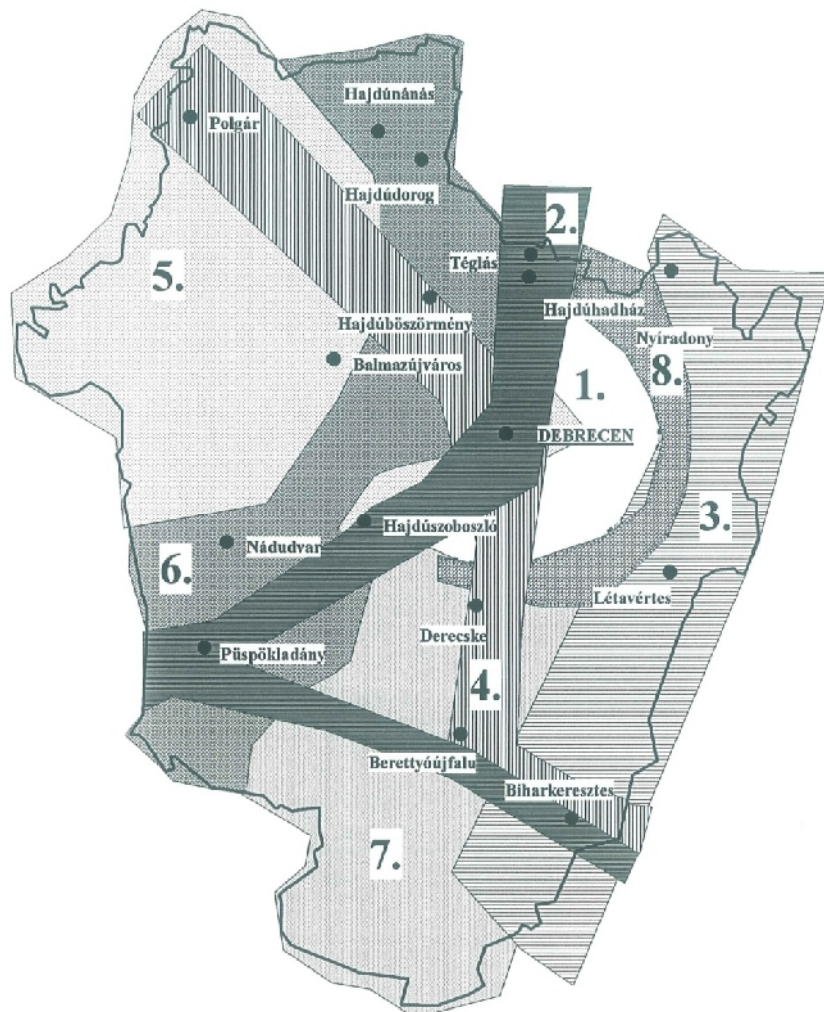 Hajdúnánás
Polgár
Hajdúdorog
2.
Téglás
5.
Hajdúhadház
Hajdúböszörmény
Nyíradony
Balmazújváros
8.
1.
DEBRECEN
3.
Hajdúszoboszló
Nádudvar
6.
Létavértes
Derecske
Püspökladány
4.
Berettyóújfalu
Biharkeresztes
7.